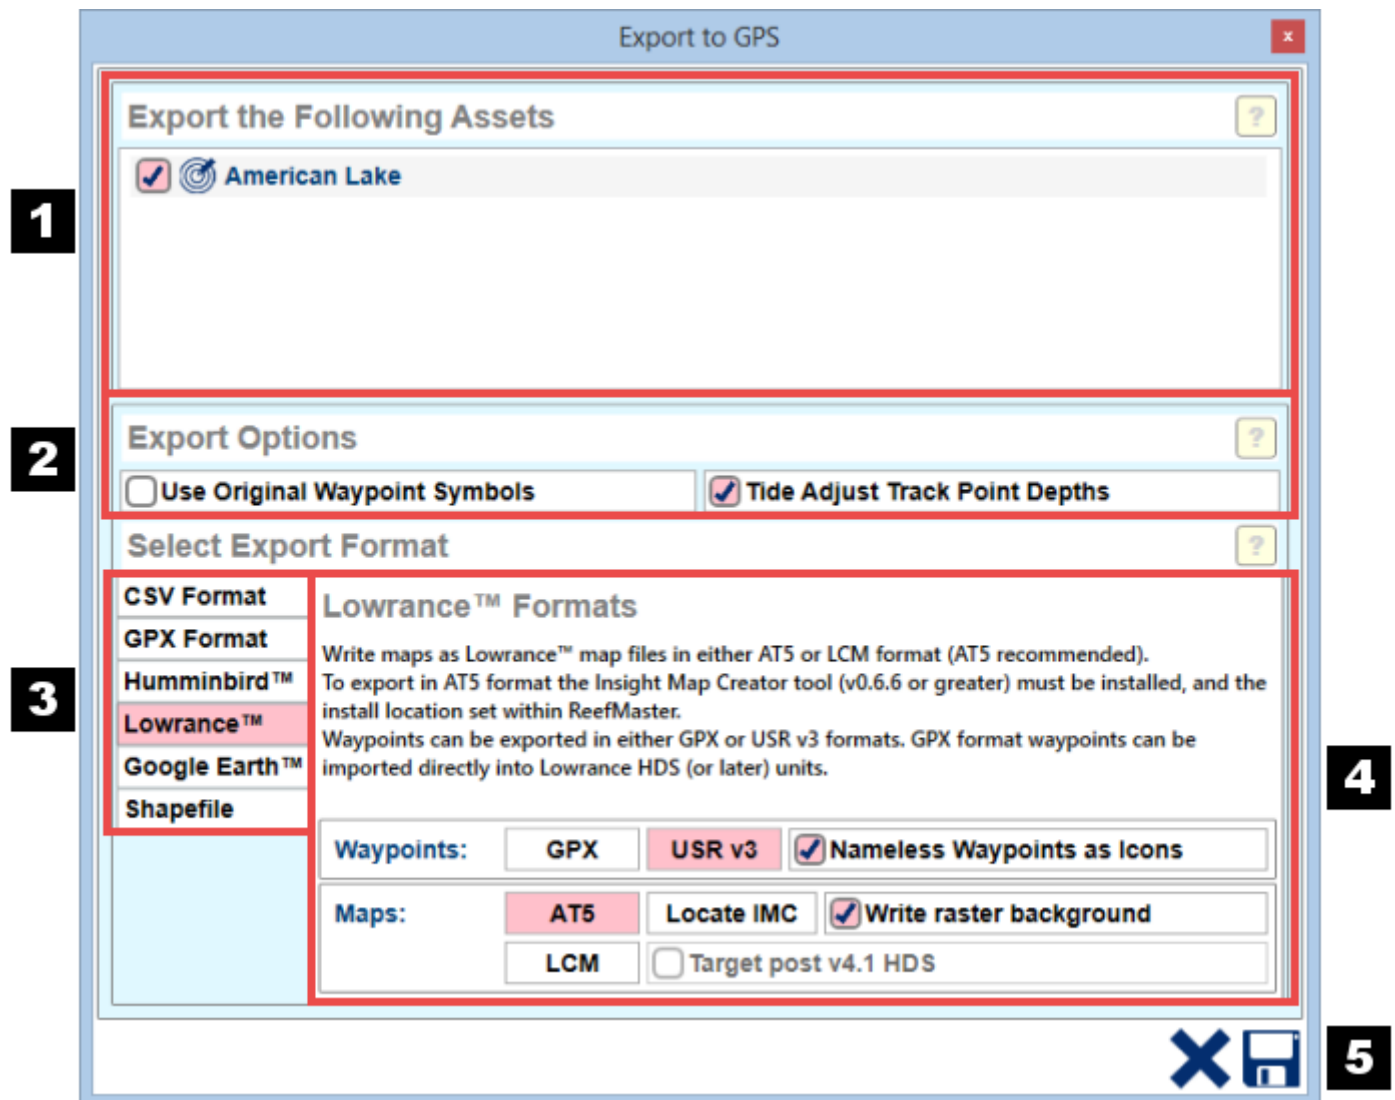 Export to GPS
x
Export the Following Assets
?
American Lake
1
Export Options
?
2
Use Original Waypoint Symbols
Tide Adjust Track Point Depths
Select Export Format
?
CSV Format
GPX Format
Humminbird™
Lowrance™
Google Earth™
Shapefile
3
Lowrance™ Formats
Write maps as Lowrance™ map files in either AT5 or LCM format (AT5 recommended).
To export in AT5 format the Insight Map Creator tool (v0.6.6 or greater) must be installed, and the
install location set within ReefMaster.
Waypoints can be exported in either GPX or USR v3 formats. GPX format waypoints can be
imported directly into Lowrance HDS (or later) units.
4
Waypoints: GPX USR v3 Nameless Waypoints as Icons
Maps: AT5 Locate IMC Write raster background
LCM Target post v4.1 HDS
5